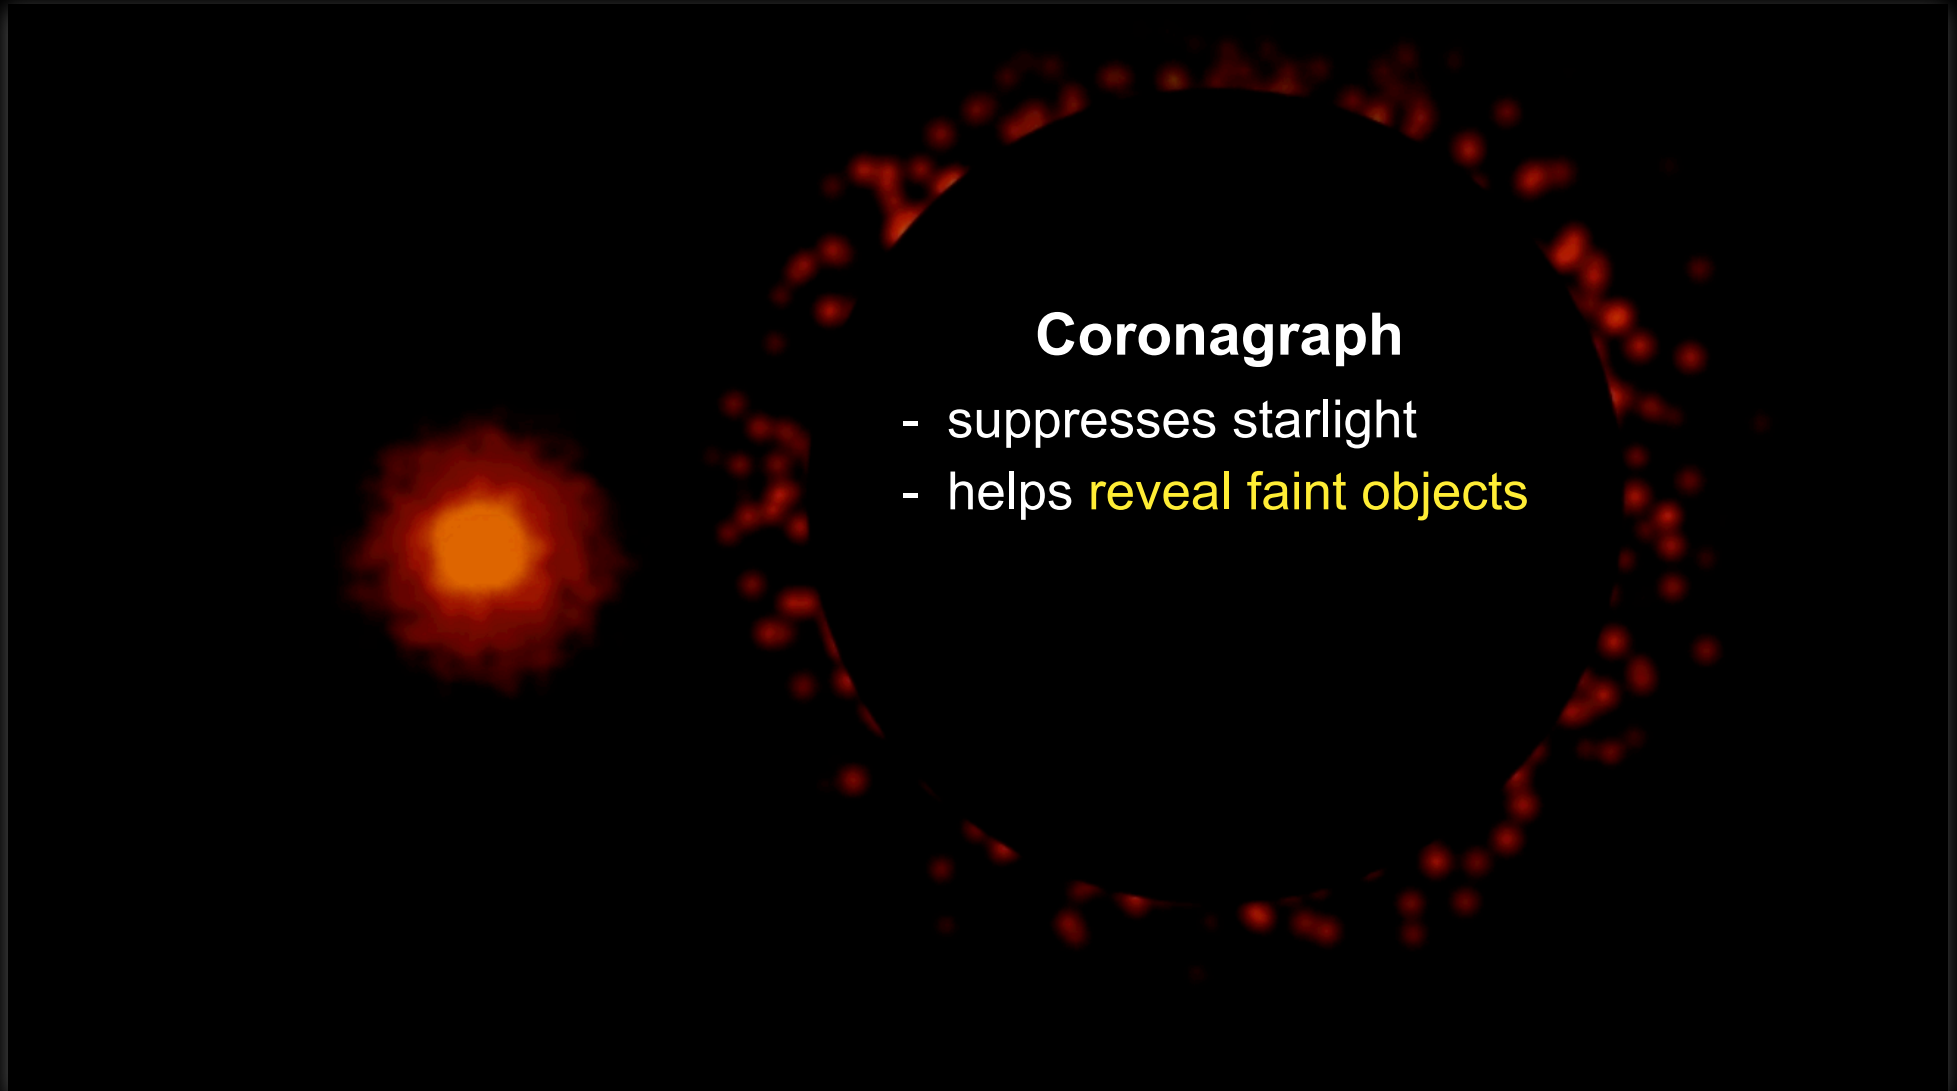 Coronagraph
- suppresses starlight
- helps reveal faint objects